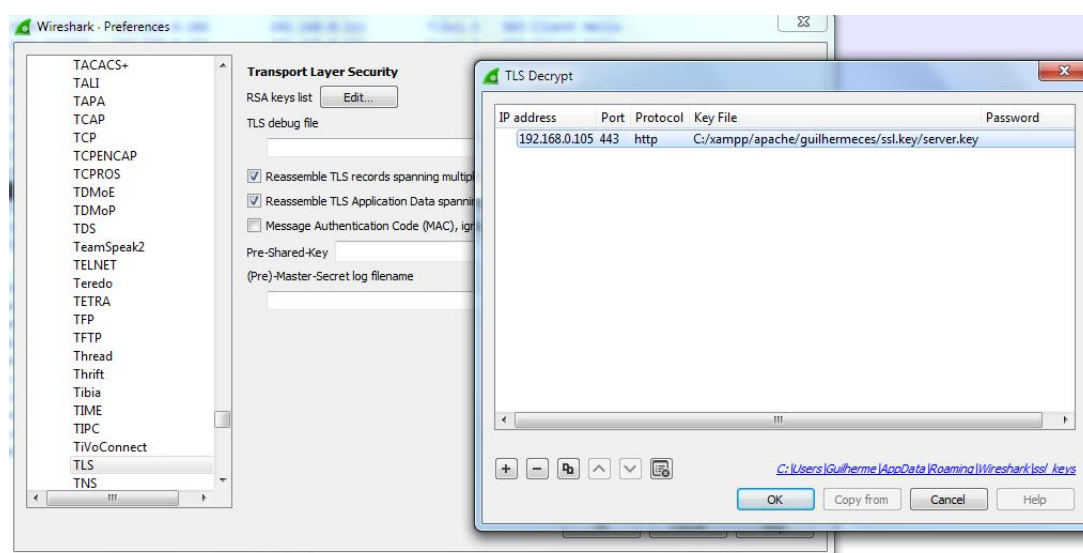 Wireshark · Preferences
TACACS+
TALI
TAPA
TCAP
TCP
TCPENCAP
TCPROS
TDMoE
TDMoP
TDS
TeamSpeak2
TELNET
Teredo
TETRA
TFP
TFTP
Thread
Thrift
Tibia
TIME
TIPC
TiVoConnect
TLS
TNS
Transport Layer Security
RSA keys list Edit...
TLS debug file
Reassemble TLS records spanning multipl
Reassemble TLS Application Data spannin
Message Authentication Code (MAC), ign
Pre-Shared-Key
(Pre)-Master-Secret log filename
TLS Decrypt
IP address Port Protocol Key File Password
192.168.0.105 443 http C:/xampp/apache/guilhermeces/ssl.key/server.key
C:\Users\Guilherme\AppData\Roaming\Wireshark\ssl_keys
OK Copy from Cancel Help